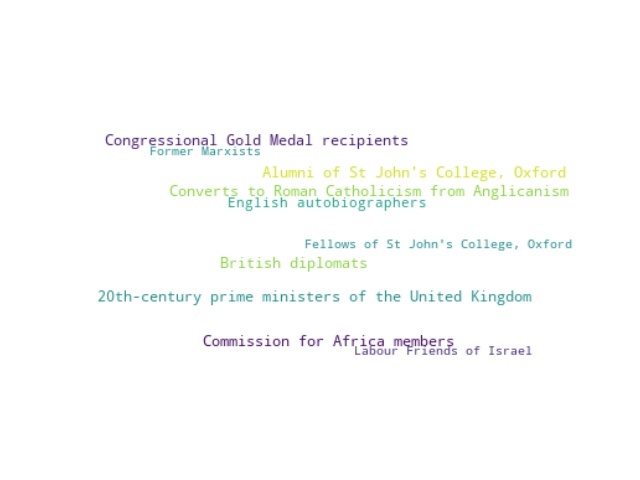 Congressional Gold Medal recipients
Former Marxists
Alumni of St John's College, Oxford
Converts to Roman Catholicism from Anglicanism
English autobiographers
Fellows of St John's College, Oxford
British diplomats
20th-century prime ministers of the United Kingdom
Commission for Africa members
Labour Friends of Israel